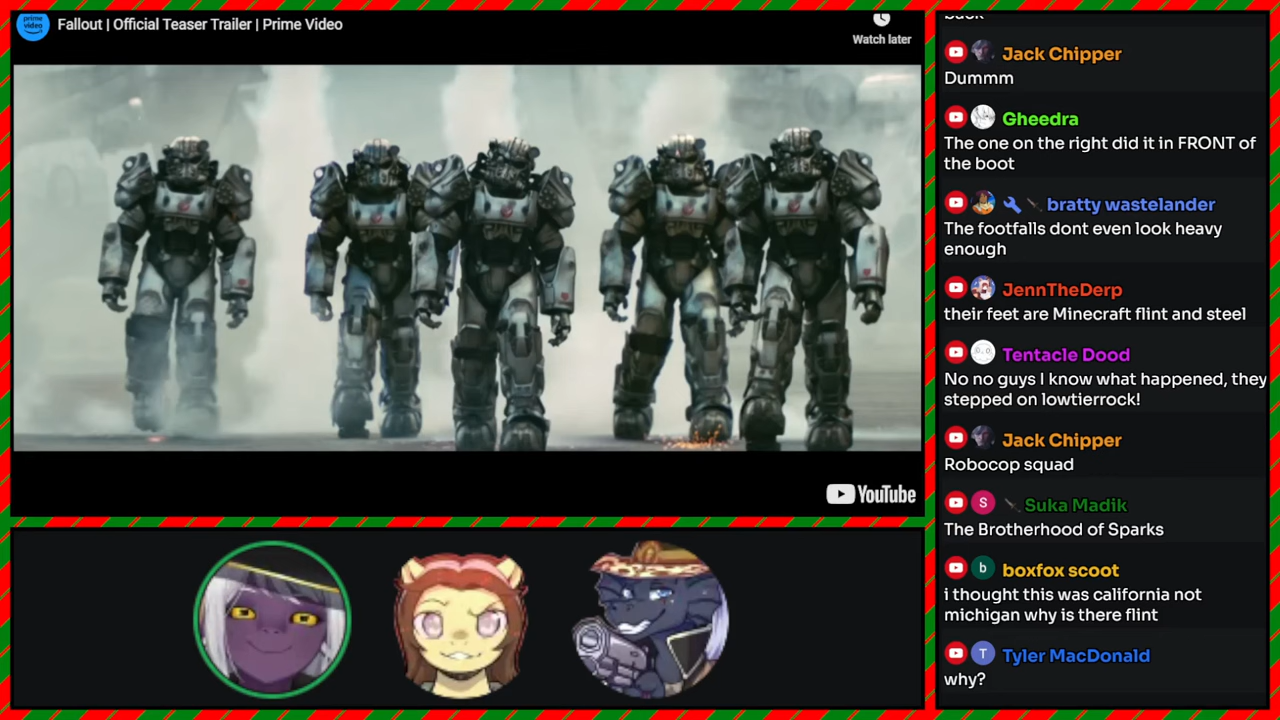 prime video
Fallout | Official Teaser Trailer | Prime Video
Watch later
YouTube
back
Jack Chipper
Dummm
Gheedra
The one on the right did it in FRONT of
the boot
bratty wastelander
The footfalls dont even look heavy
enough
JennTheDerp
their feet are Minecraft flint and steel
Tentacle Dood
No no guys I know what happened, they
stepped on lowtierrock!
Jack Chipper
Robocop squad
S
Suka Madik
The Brotherhood of Sparks
b
boxfox scoot
i thought this was california not
michigan why is there flint
T
Tyler MacDonald
why?